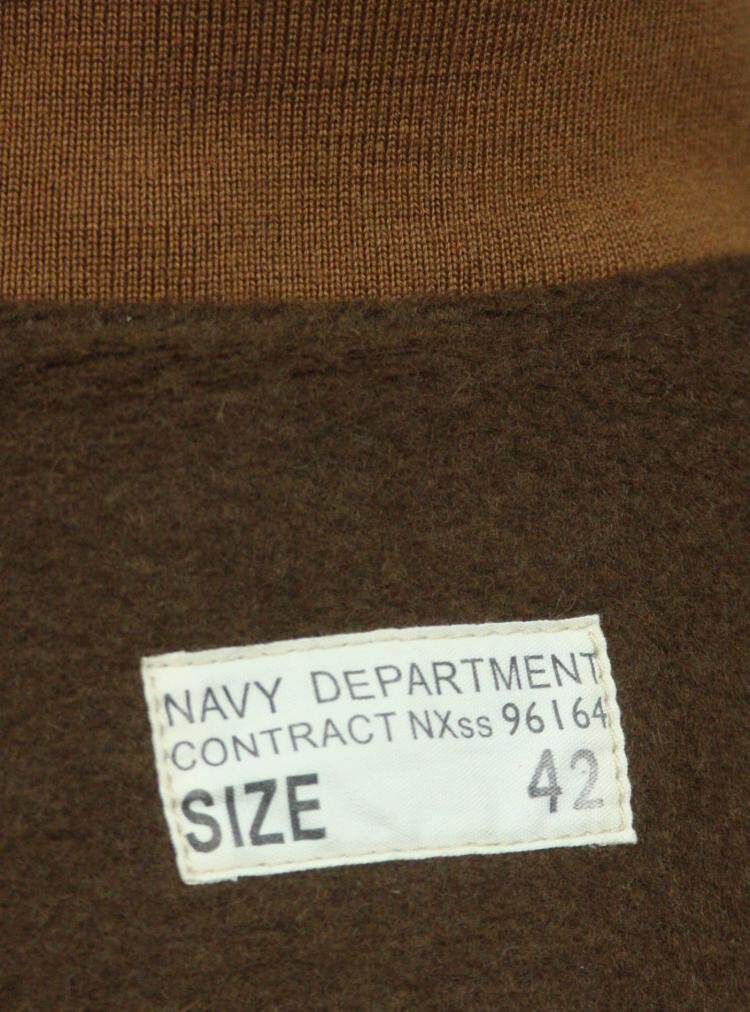 NAVY DEPARTMENT
CONTRACT NXss 96164
SIZE 42